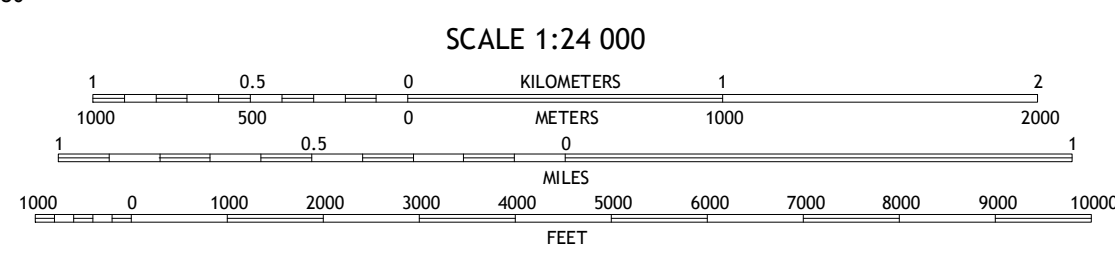 SCALE 1:24 000
1 0.5 0 KILOMETERS 1 2
1000 500 0 METERS 1000 2000
1 0.5 0 1
MILES
1000 0 1000 2000 3000 4000 5000 6000 7000 8000 9000 10000
FEET